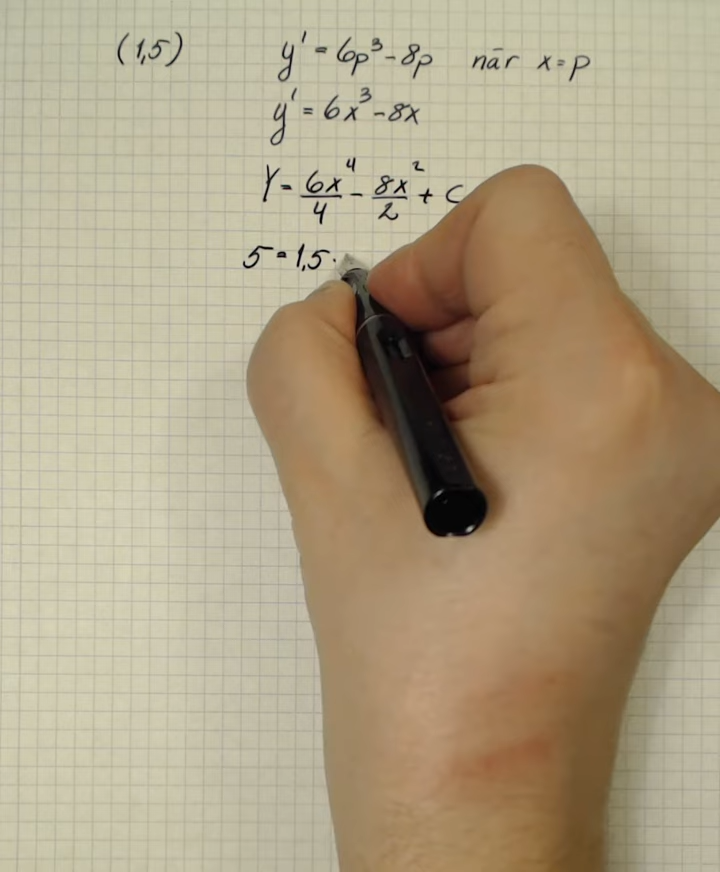 (1,5) y' = 6p³ - 8p när x = p
y' = 6x³ - 8x
Y = 6x⁴/4 - 8x²/2 + C
5 = 1,5 ·